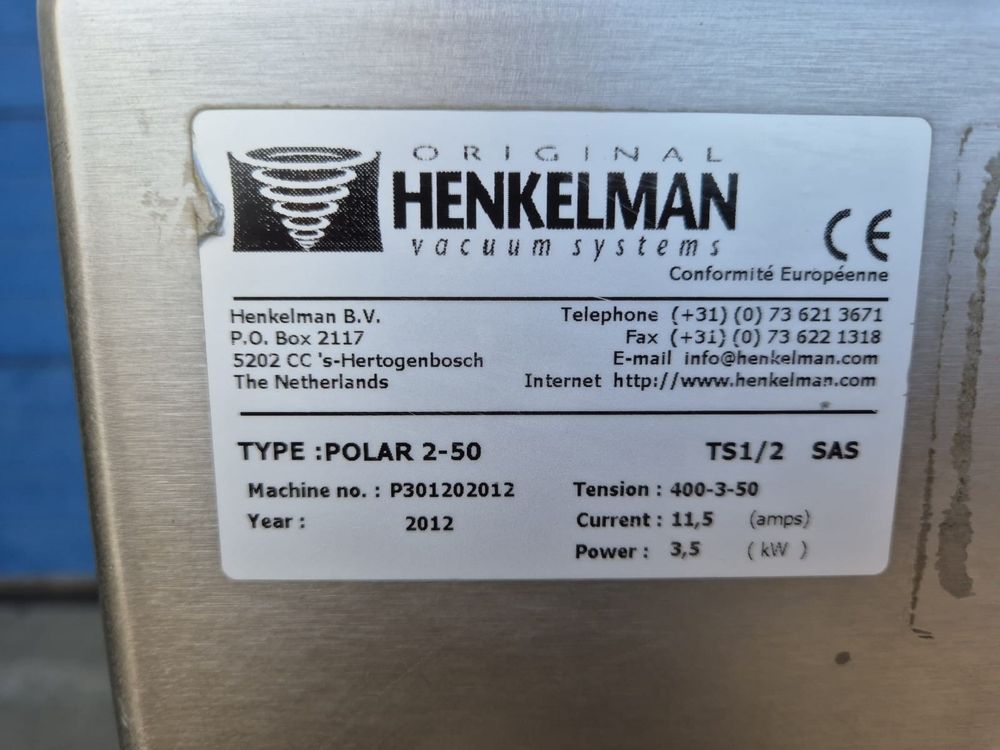 ORIGINAL
HENKELMAN
vacuum systems
CE
Conformité Européenne
Henkelman B.V.
P.O. Box 2117
5202 CC 's-Hertogenbosch
The Netherlands
Telephone (+31) (0) 73 621 3671
Fax (+31) (0) 73 622 1318
E-mail info@henkelman.com
Internet http://www.henkelman.com
TYPE :POLAR 2-50 TS1/2 SAS
Machine no. : P301202012
Year : 2012
Tension : 400-3-50
Current : 11,5 (amps)
Power : 3,5 ( kW )